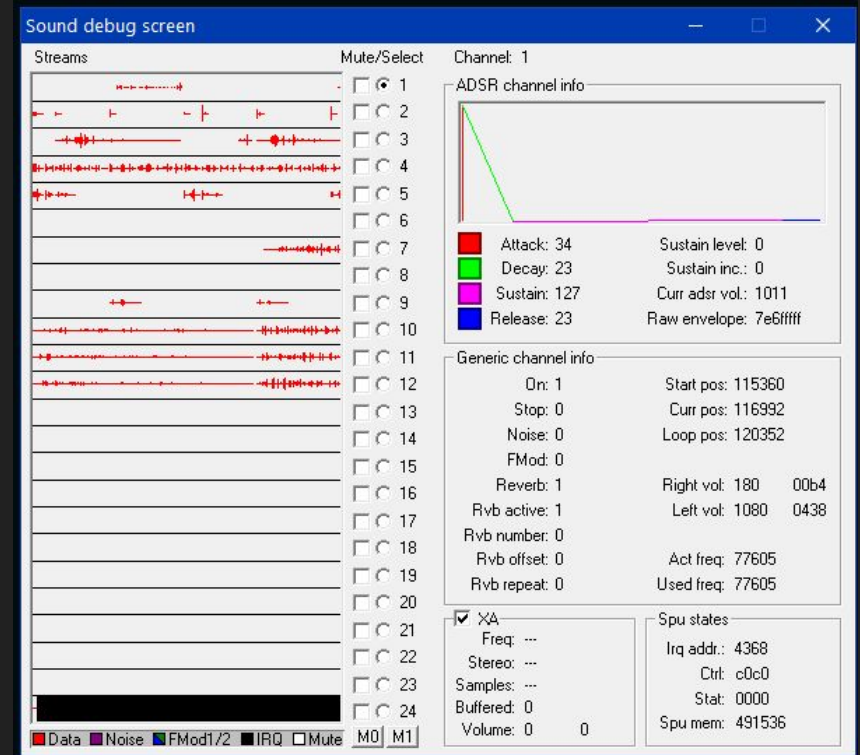 Sound debug screen
Streams
Mute/Select
Channel: 1
1
2
3
4
5
6
7
8
9
10
11
12
13
14
15
16
17
18
19
20
21
22
23
24
Data Noise FMod1/2 IRQ Mute M0 M1
ADSR channel info
Attack: 34 Sustain level: 0
Decay: 23 Sustain inc.: 0
Sustain: 127 Curr adsr vol.: 1011
Release: 23 Raw envelope: 7e6fffff
Generic channel info
On: 1 Start pos: 115360
Stop: 0 Curr pos: 116992
Noise: 0 Loop pos: 120352
FMod: 0
Reverb: 1 Right vol: 180 00b4
Rvb active: 1 Left vol: 1080 0438
Rvb number: 0
Rvb offset: 0 Act freq: 77605
Rvb repeat: 0 Used freq: 77605
XA
Freq: ---
Stereo: ---
Samples: ---
Buffered: 0
Volume: 0 0
Spu states
Irq addr.: 4368
Ctrl: c0c0
Stat: 0000
Spu mem: 491536